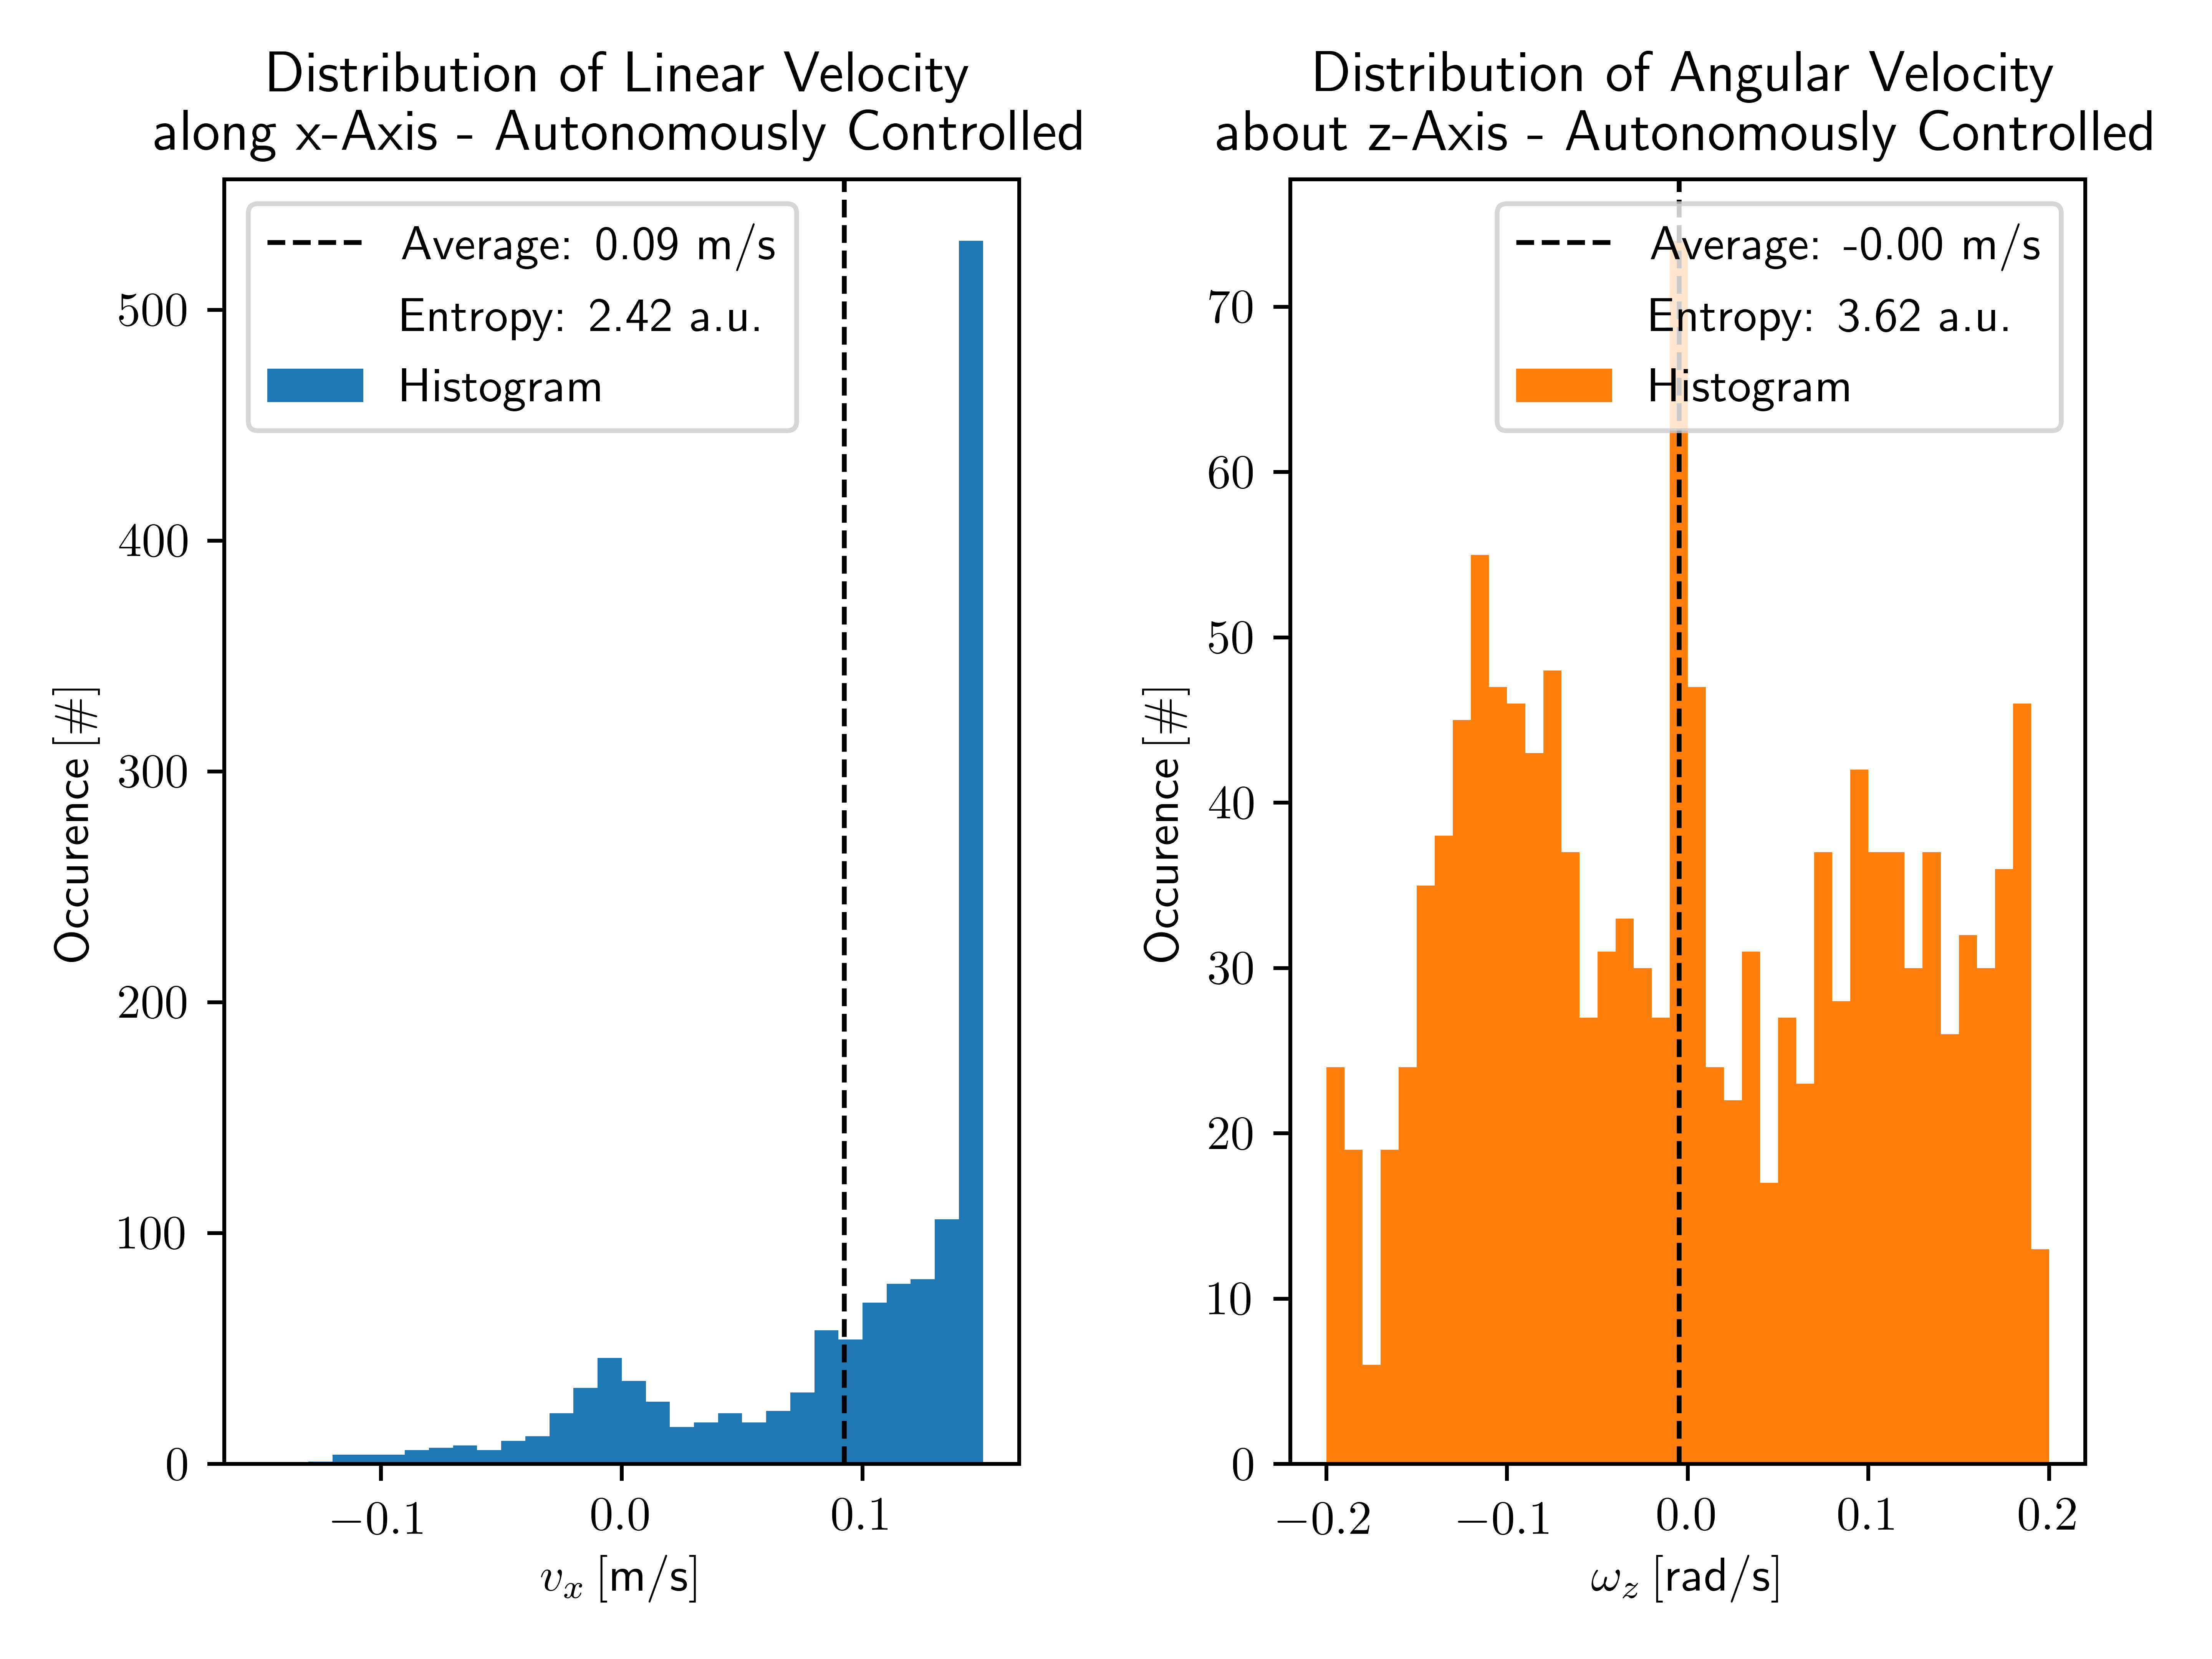 Distribution of Linear Velocity
along x-Axis - Autonomously Controlled
Average: 0.09 m/s
Entropy: 2.42 a.u.
Histogram
500
400
300
200
100
0
Occurence [#]
−0.1 0.0 0.1
v_x [m/s]
Distribution of Angular Velocity
about z-Axis - Autonomously Controlled
Average: -0.00 m/s
Entropy: 3.62 a.u.
Histogram
70
60
50
40
30
20
10
0
Occurence [#]
−0.2 −0.1 0.0 0.1 0.2
ω_z [rad/s]